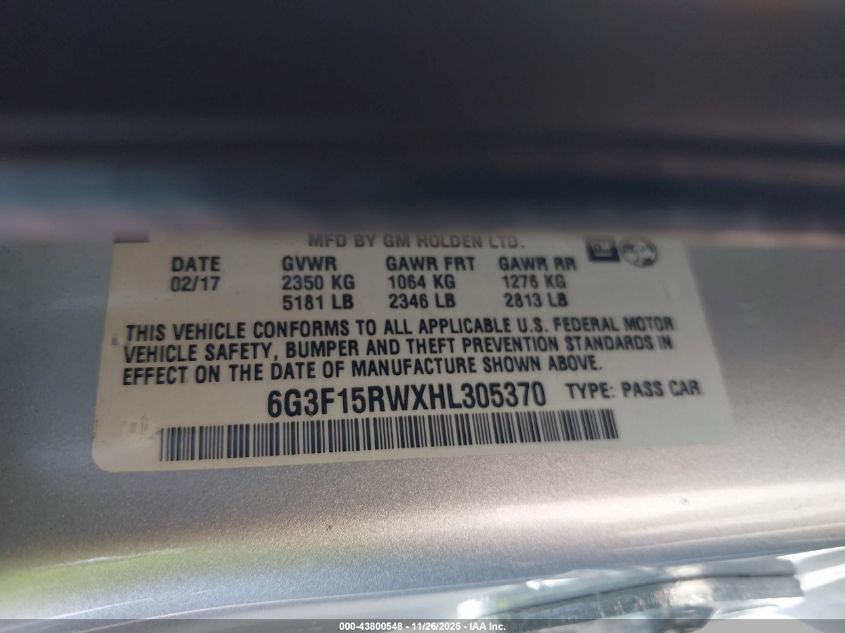 MFD BY GM HOLDEN LTD.
GM
DATE GVWR GAWR FRT GAWR RR
02/17 2350 KG 1064 KG 1276 KG
5181 LB 2346 LB 2813 LB
THIS VEHICLE CONFORMS TO ALL APPLICABLE U.S. FEDERAL MOTOR
VEHICLE SAFETY, BUMPER AND THEFT PREVENTION STANDARDS IN
EFFECT ON THE DATE OF MANUFACTURE SHOWN ABOVE.
6G3F15RWXHL305370 TYPE: PASS CAR
000-43800548 - 11/26/2025 - IAA Inc.